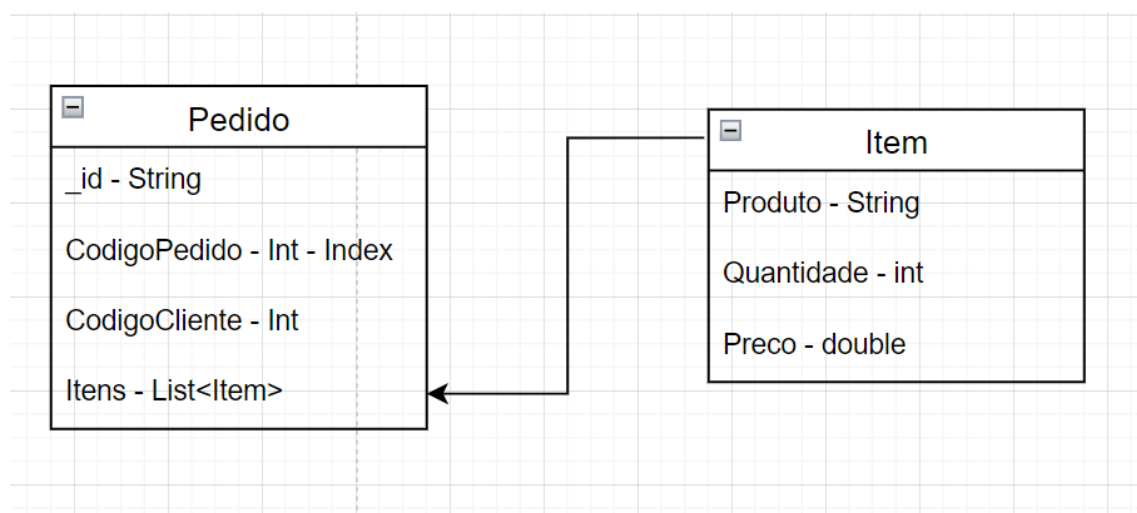 Pedido
_id - String
CodigoPedido - Int - Index
CodigoCliente - Int
Itens - List<Item>
Item
Produto - String
Quantidade - int
Preco - double